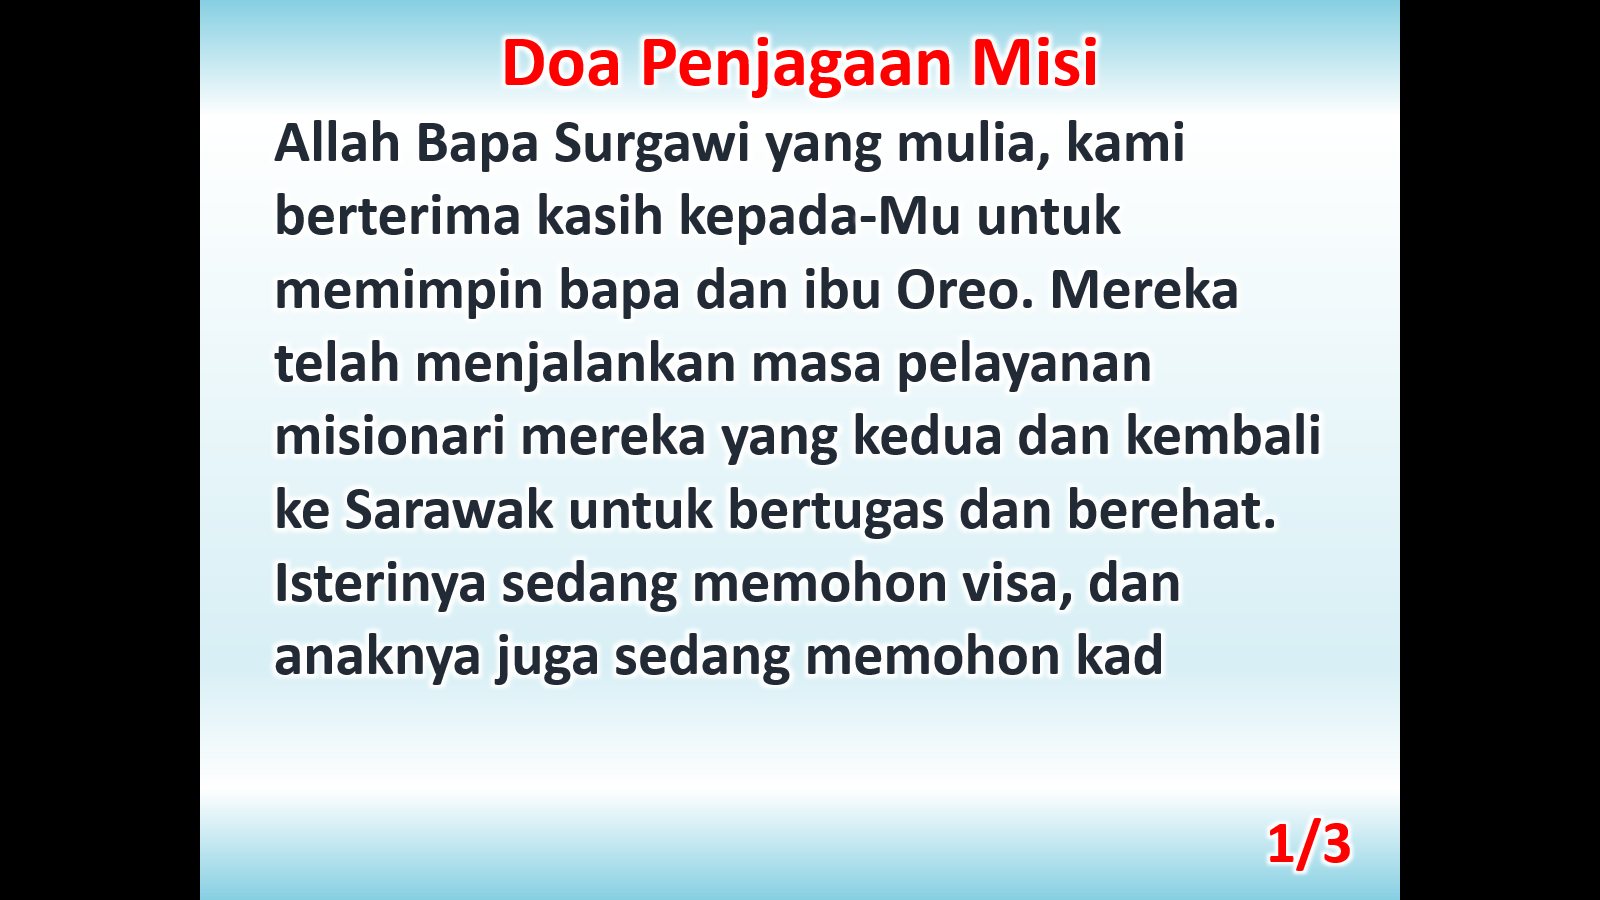 Doa Penjagaan Misi
Allah Bapa Surgawi yang mulia, kami
berterima kasih kepada-Mu untuk
memimpin bapa dan ibu Oreo. Mereka
telah menjalankan masa pelayanan
misionari mereka yang kedua dan kembali
ke Sarawak untuk bertugas dan berehat.
Isterinya sedang memohon visa, dan
anaknya juga sedang memohon kad
1/3